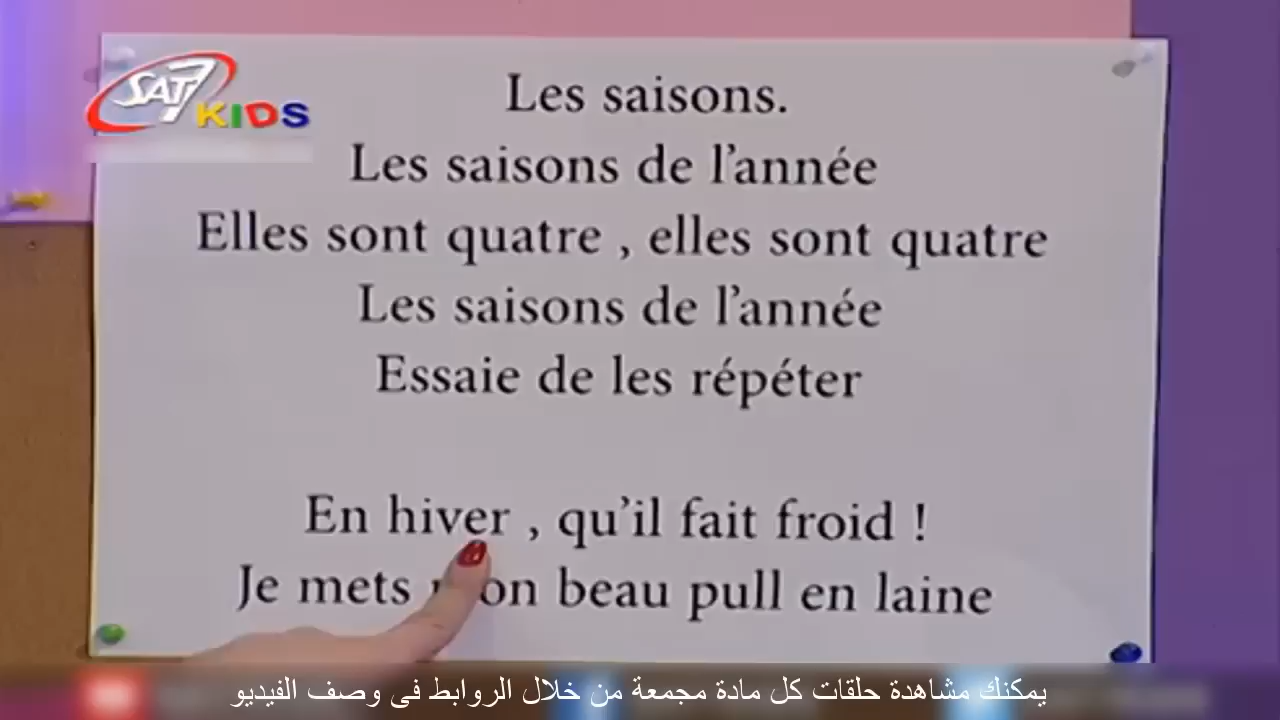 SAT7 KIDS
Les saisons.
Les saisons de l'année
Elles sont quatre , elles sont quatre
Les saisons de l'année
Essaie de les répéter
En hiver , qu'il fait froid !
Je mets beau pull en laine
يمكنك مشاهدة حلقات كل مادة مجمعة من خلال الروابط فى وصف الفيديو